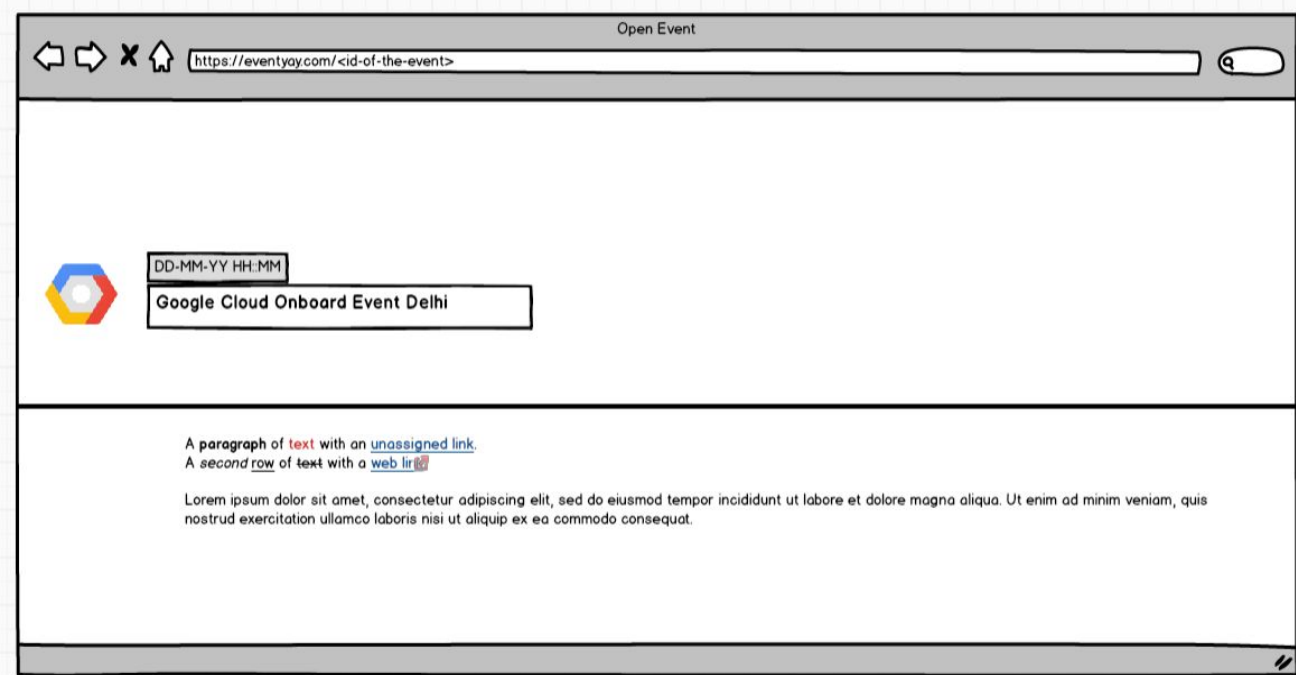 Open Event
https://eventyay.com/<id-of-the-event>
DD-MM-YY HH::MM
Google Cloud Onboard Event Delhi
A paragraph of text with an unassigned link.
A second row of text with a web
Lorem ipsum dolor sit amet, consectetur adipiscing elit, sed do eiusmod tempor incididunt ut labore et dolore magna aliqua. Ut enim ad minim veniam, quis
nostrud exercitation ullamco laboris nisi ut aliquip ex ea commodo consequat.